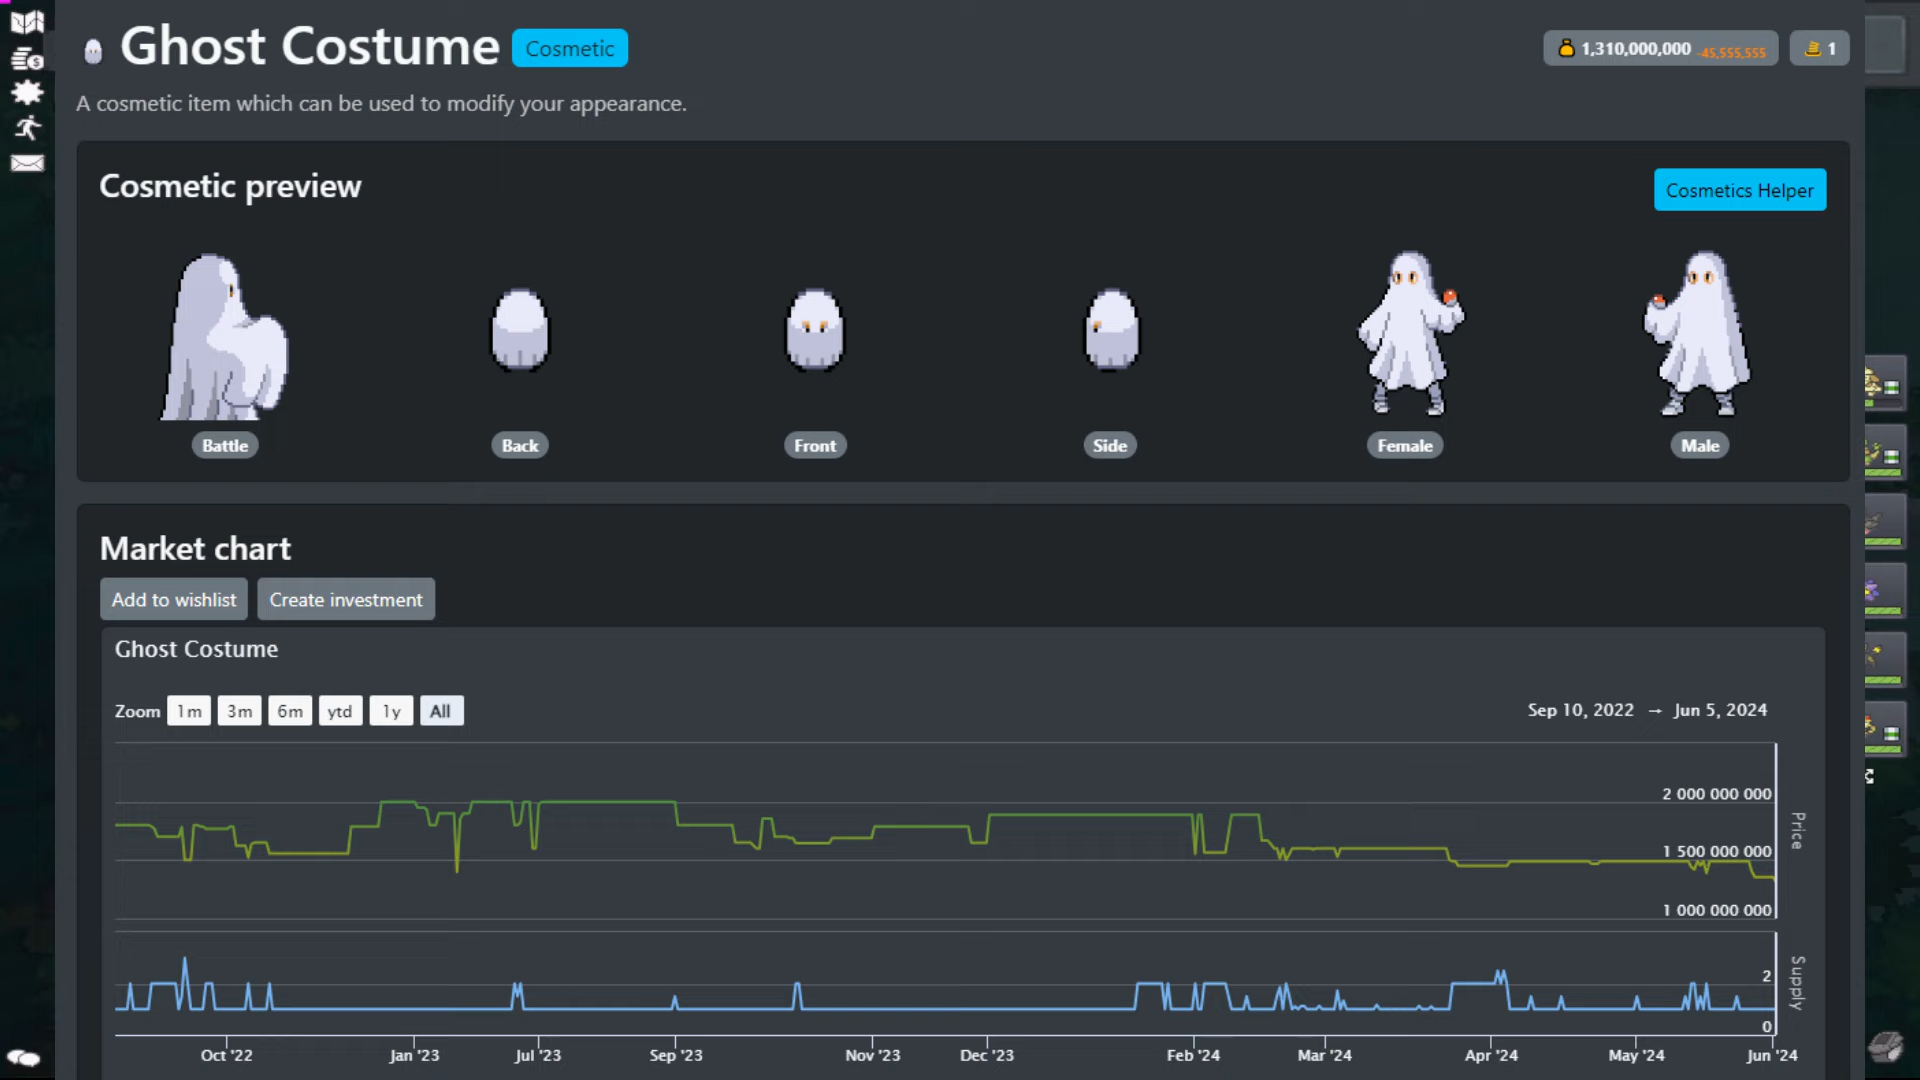 Ghost Costume Cosmetic 1,310,000,000 -45,555,555 1
A cosmetic item which can be used to modify your appearance.
Cosmetic preview
Cosmetics Helper
Battle Back Front Side Female Male
Market chart
Add to wishlist Create investment
Ghost Costume
Zoom 1m 3m 6m ytd 1y All Sep 10, 2022 → Jun 5, 2024
2 000 000 000
Price
1 500 000 000
1 000 000 000
2
Supply
0
Oct '22 Jan '23 Jul '23 Sep '23 Nov '23 Dec '23 Feb '24 Mar '24 Apr '24 May '24 Jun '24